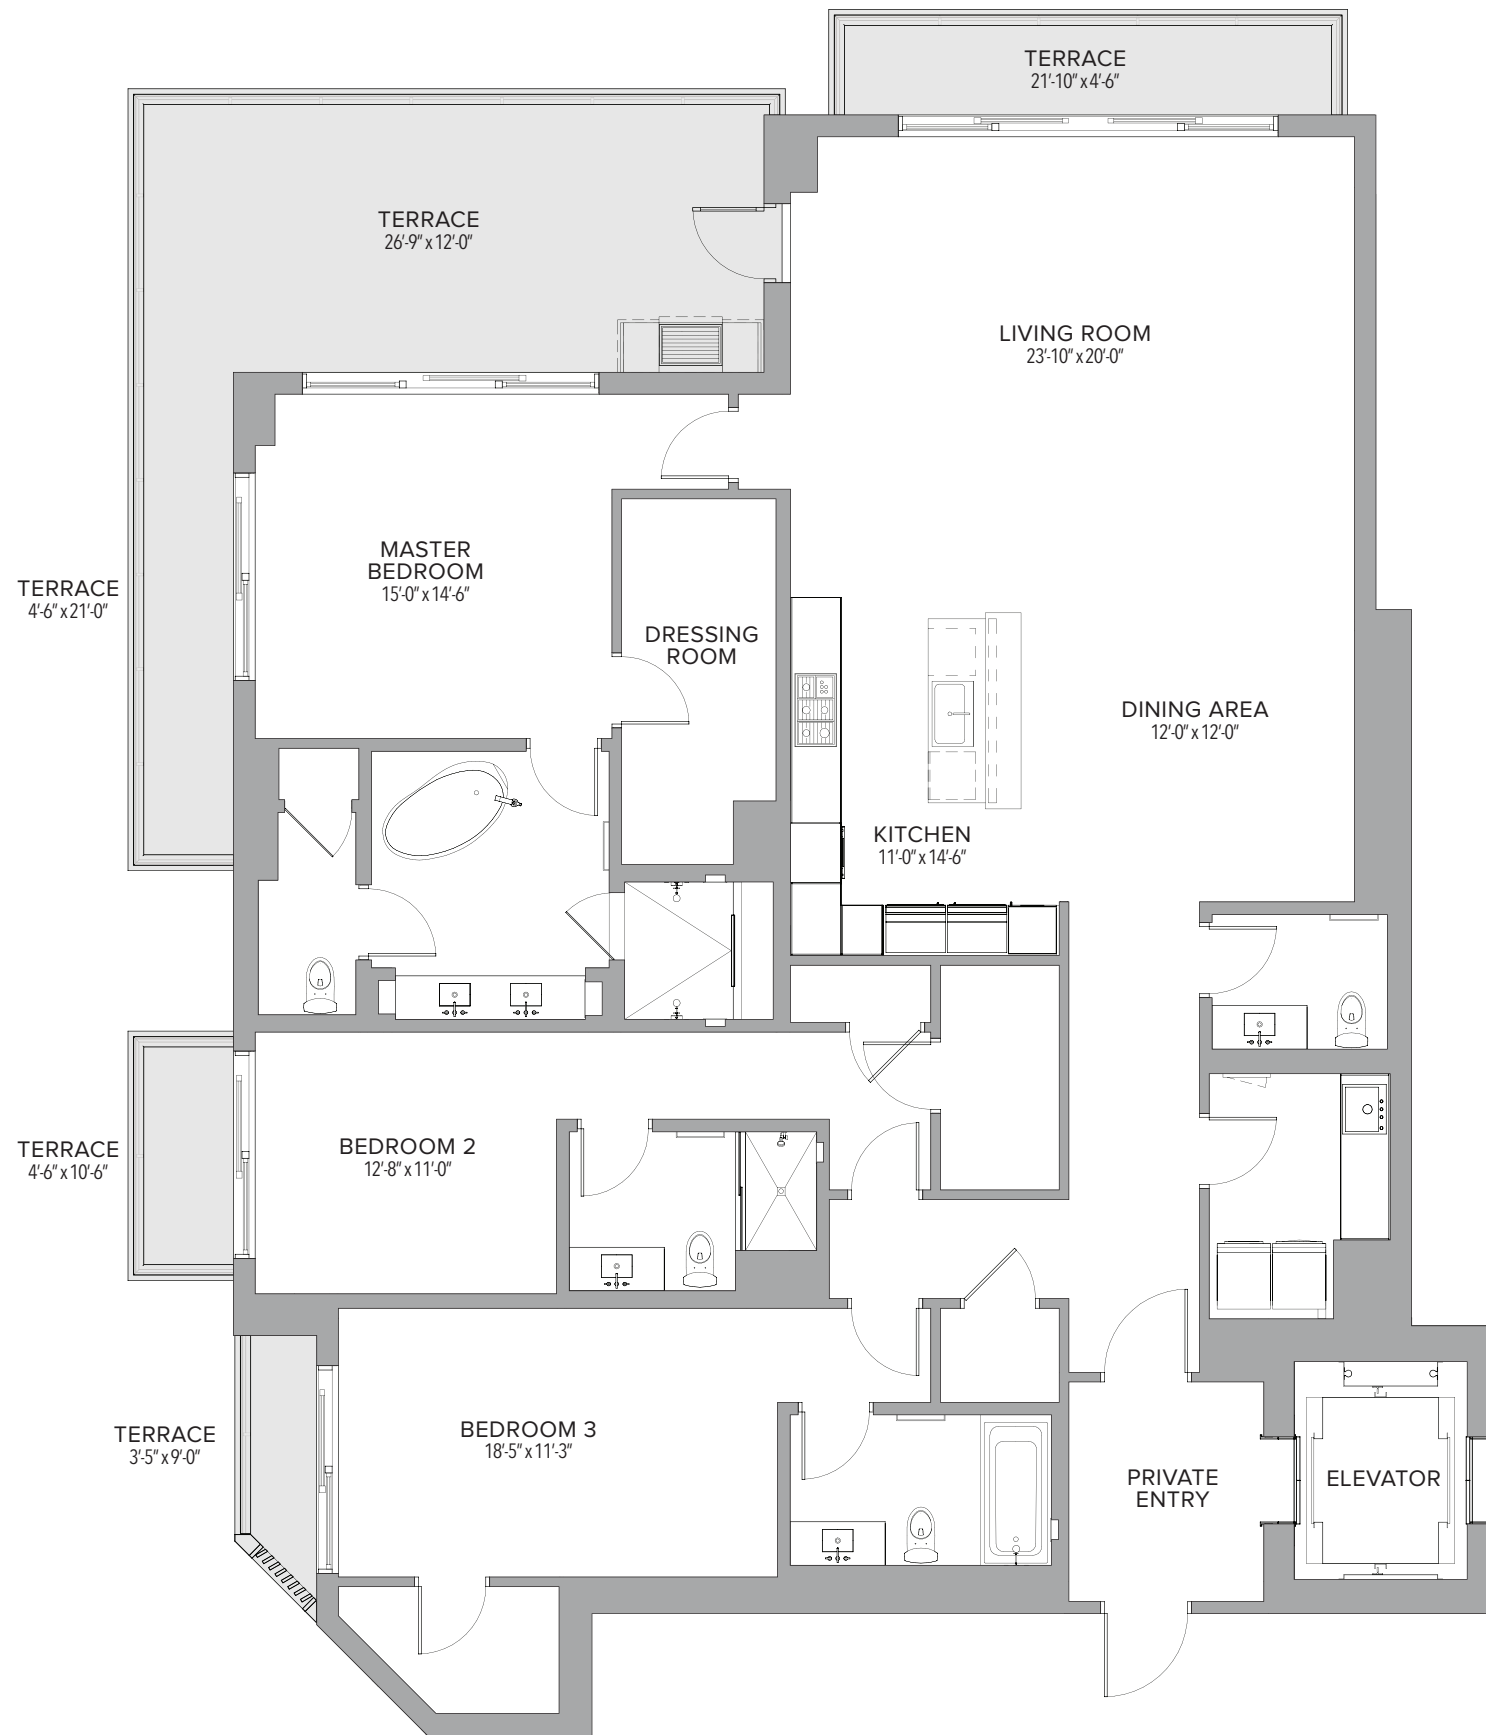 TERRACE
21'-10" x 4'-6"
TERRACE
26'-9" x 12'-0"
LIVING ROOM
23'-10" x 20'-0"
MASTER
BEDROOM
15'-0" x 14'-6"
TERRACE
4'-6" x 21'-0"
DRESSING
ROOM
DINING AREA
12'-0" x 12'-0"
KITCHEN
11'-0" x 14'-6"
BEDROOM 2
12'-8" x 11'-0"
TERRACE
4'-6" x 10'-6"
BEDROOM 3
18'-5" x 11'-3"
TERRACE
3'-5" x 9'-0"
PRIVATE
ENTRY
ELEVATOR